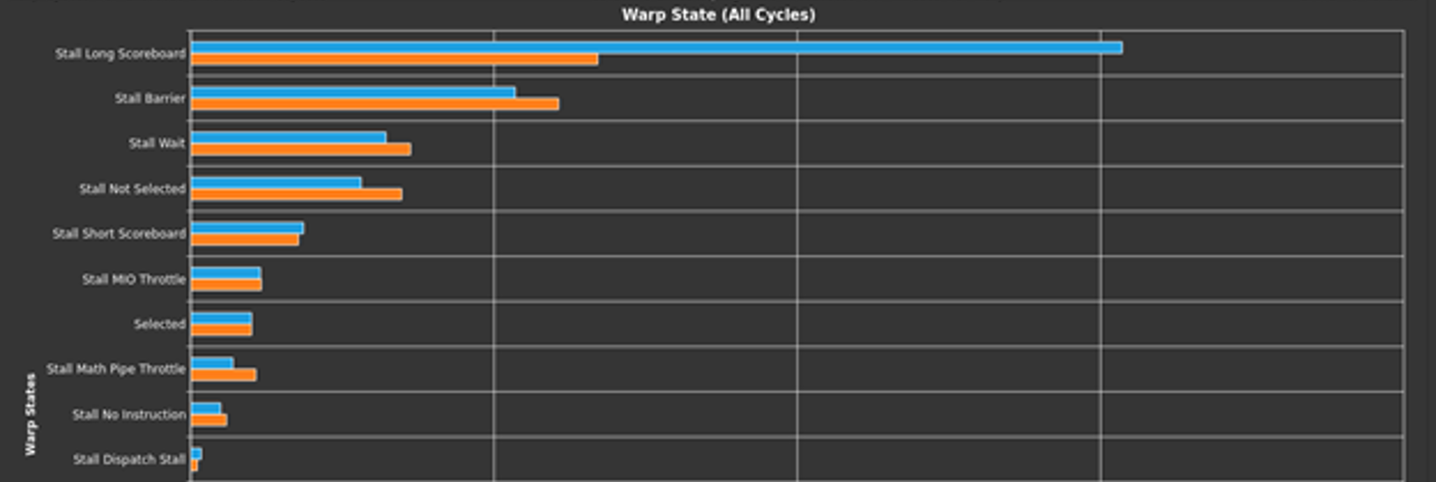 Warp State (All Cycles)
Stall Long Scoreboard
Stall Barrier
Stall Wait
Stall Not Selected
Stall Short Scoreboard
Stall MIO Throttle
Selected
Stall Math Pipe Throttle
Stall No Instruction
Stall Dispatch Stall
Warp States